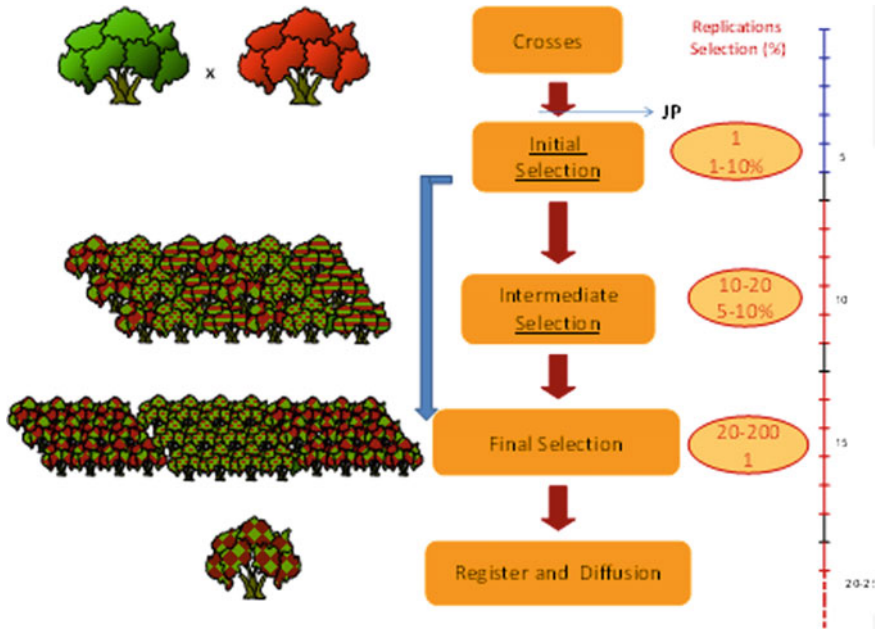 x
Crosses
Replications
Selection (%)
JP
Initial
Selection
1
1-10%
5
Intermediate
Selection
10-20
5-10%
10
Final Selection
20-200
1
15
Register and Diffusion